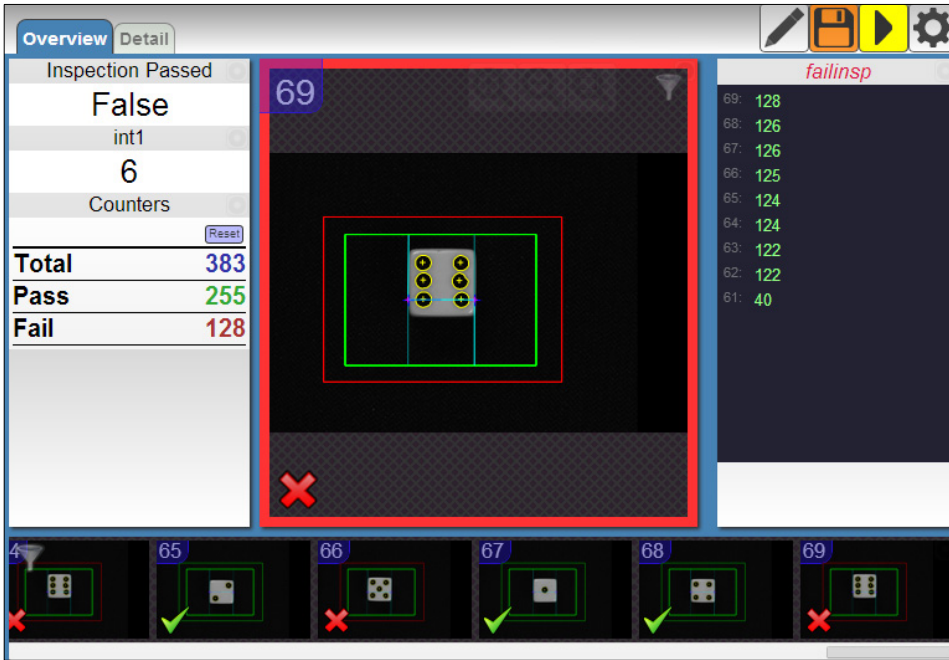 Overview Detail
Inspection Passed
False
int1
6
Counters
Reset
Total 383
Pass 255
Fail 128
69
failinsp
69: 128
68: 126
67: 126
66: 125
65: 124
64: 124
63: 122
62: 122
61: 40
4 65 66 67 68 69